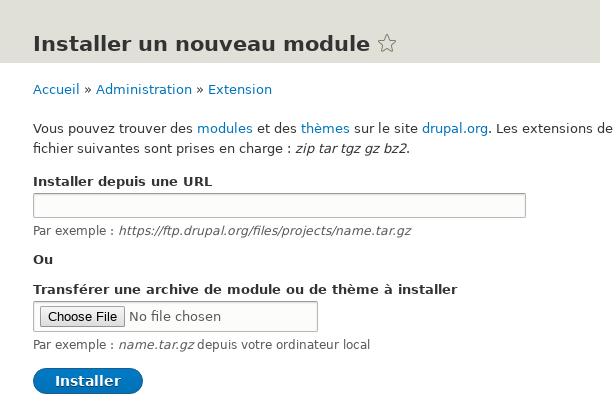 Installer un nouveau module
Accueil » Administration » Extension
Vous pouvez trouver des modules et des thèmes sur le site drupal.org. Les extensions de
fichier suivantes sont prises en charge : zip tar tgz gz bz2.
Installer depuis une URL
Par exemple : https://ftp.drupal.org/files/projects/name.tar.gz
Ou
Transférer une archive de module ou de thème à installer
Choose File No file chosen
Par exemple : name.tar.gz depuis votre ordinateur local
Installer